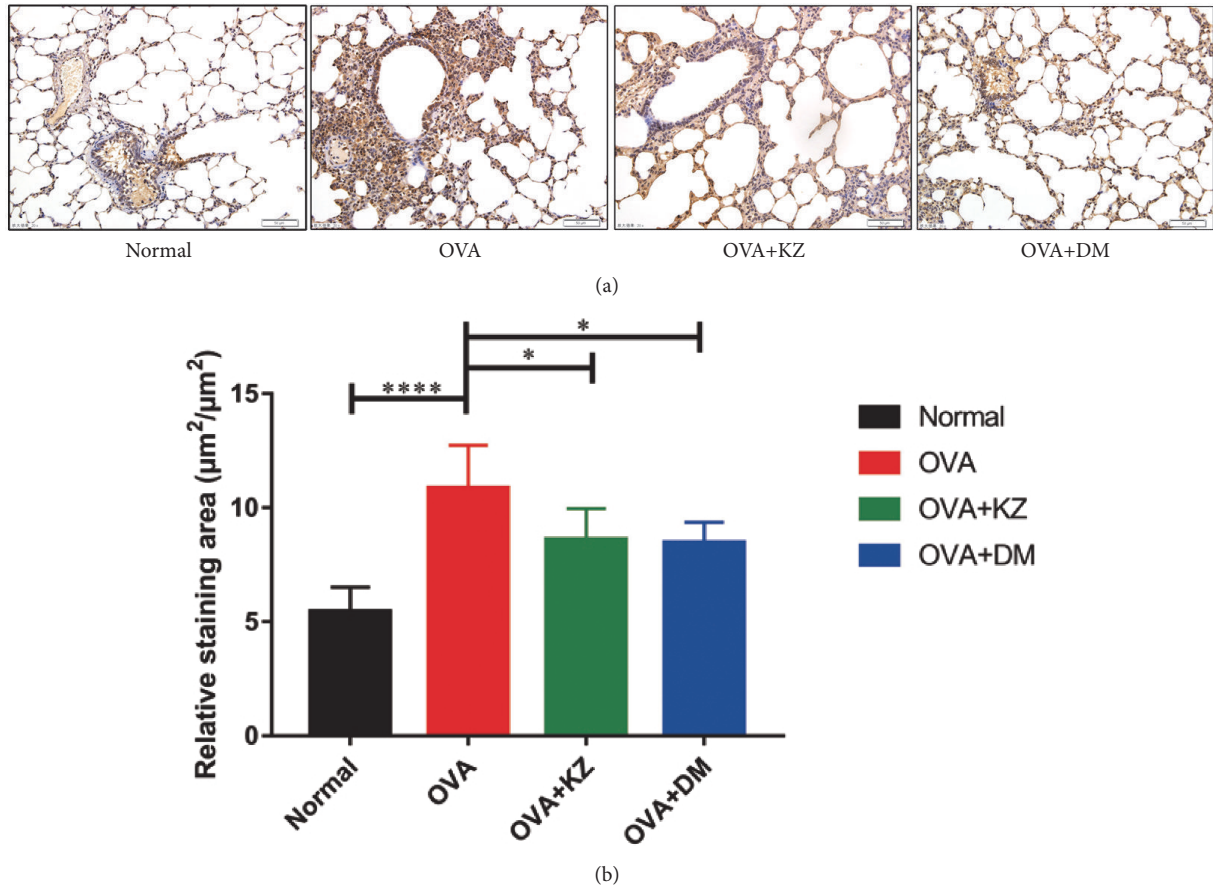 Normal
OVA
OVA+KZ
OVA+DM
(a)
*
*
****
Relative staining area (μm²/μm²)
15
10
5
0
Normal
OVA
OVA+KZ
OVA+DM
Normal
OVA
OVA+KZ
OVA+DM
(b)